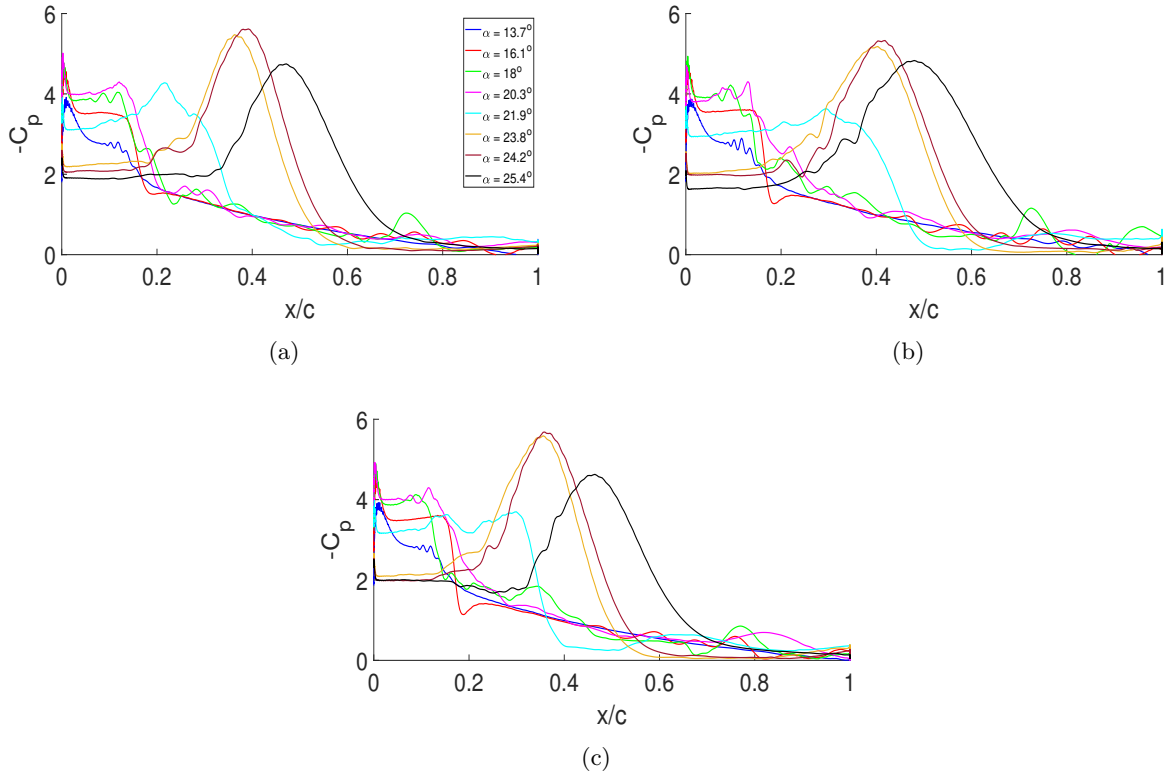 -C_p
6
4
2
0
0 0.2 0.4 0.6 0.8 1
x/c
(a)
α = 13.7°
α = 16.1°
α = 18°
α = 20.3°
α = 21.9°
α = 23.8°
α = 24.2°
α = 25.4°
-C_p
6
4
2
0
0 0.2 0.4 0.6 0.8 1
x/c
(b)
-C_p
6
4
2
0
0 0.2 0.4 0.6 0.8 1
x/c
(c)